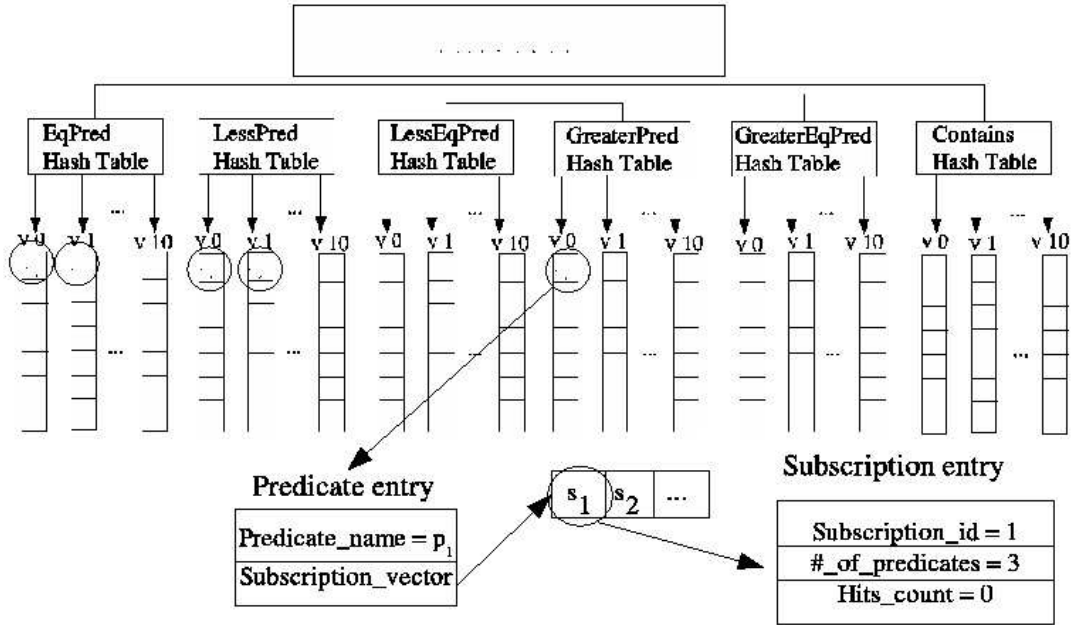 EqPred
Hash Table
LessPred
Hash Table
LessEqPred
Hash Table
GreaterPred
Hash Table
GreaterEqPred
Hash Table
Contains
Hash Table
... ... ... ... ... ...
v 0 v 1 v 10 v 0 v 1 v 10 v 0 v 1 v 10 v 0 v 1 v 10 v 0 v 1 v 10 v 0 v 1 v 10
... ... ... ... ... ...
Predicate entry
Predicate_name = p1
Subscription_vector
s1 s2 ...
Subscription entry
Subscription_id = 1
#_of_predicates = 3
Hits_count = 0